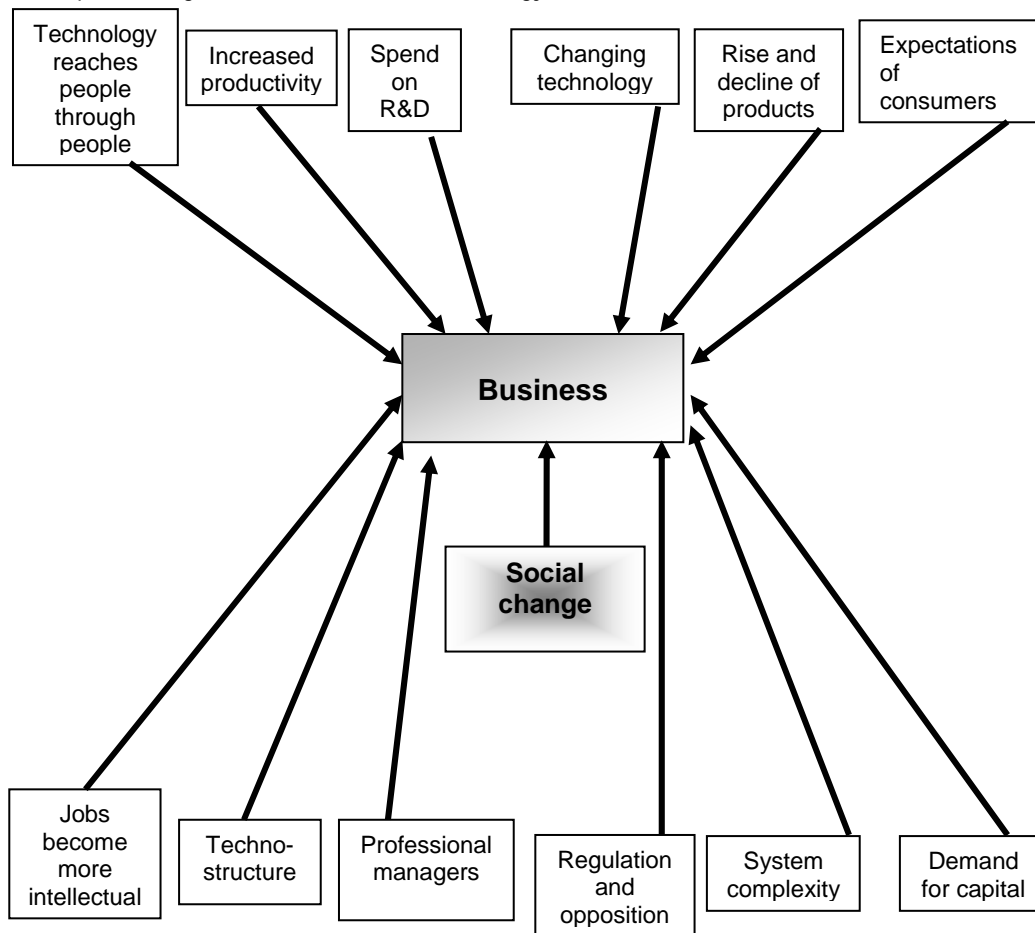 Technology
reaches
people
through
people
Increased
productivity
Spend
on
R&D
Changing
technology
Rise and
decline of
products
Expectations
of
consumers
Business
Social
change
Jobs
become
more
intellectual
Techno-
structure
Professional
managers
Regulation
and
opposition
System
complexity
Demand
for capital